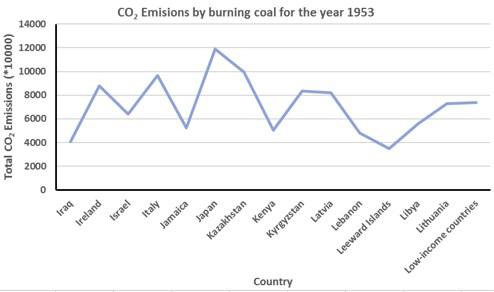 CO₂ Emisions by burning coal for the year 1953
Total CO₂ Emissions (*10000)
14000
12000
10000
8000
6000
4000
2000
0
Iraq
Ireland
Israel
Italy
Jamaica
Japan
Kazakhstan
Kenya
Kyrgyzstan
Latvia
Lebanon
Leeward Islands
Libya
Lithuania
Low-income countries
Country